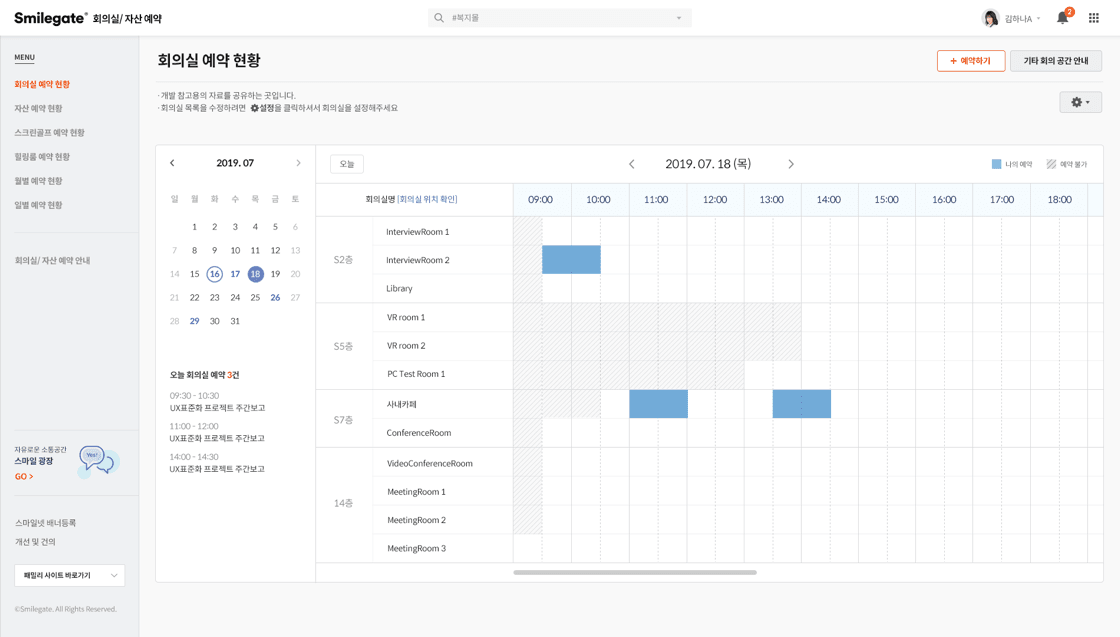 Smilegate® 회의실/ 자산 예약
#복지몰
김하나A
2
MENU
회의실 예약 현황
자산 예약 현황
스크린골프 예약 현황
힐링룸 예약 현황
월별 예약 현황
일별 예약 현황
회의실/ 자산 예약 안내
자유로운 소통공간
스마일 광장
GO >
Yes!
스마일넷 배너등록
개선 및 건의
패밀리 사이트 바로가기
©Smilegate. All Rights Reserved.
회의실 예약 현황
+ 예약하기
기타 회의 공간 안내
· 개발 참고용의 자료를 공유하는 곳입니다.
· 회의실 목록을 수정하려면 설정을 클릭하셔서 회의실을 설정해주세요
< 2019. 07 >
일 월 화 수 목 금 토
1 2 3 4 5 6
7 8 9 10 11 12 13
14 15 16 17 18 19 20
21 22 23 24 25 26 27
28 29 30 31
오늘 회의실 예약 3건
09:30 - 10:30
UX표준화 프로젝트 주간보고
11:00 - 12:00
UX표준화 프로젝트 주간보고
14:00 - 14:30
UX표준화 프로젝트 주간보고
오늘
< 2019. 07. 18 (목) >
나의 예약
예약 불가
회의실명 [회의실 위치 확인]
09:00 10:00 11:00 12:00 13:00 14:00 15:00 16:00 17:00 18:00
S2층
InterviewRoom 1
InterviewRoom 2
Library
S5층
VR room 1
VR room 2
PC Test Room 1
S7층
사내카페
ConferenceRoom
14층
VideoConferenceRoom
MeetingRoom 1
MeetingRoom 2
MeetingRoom 3